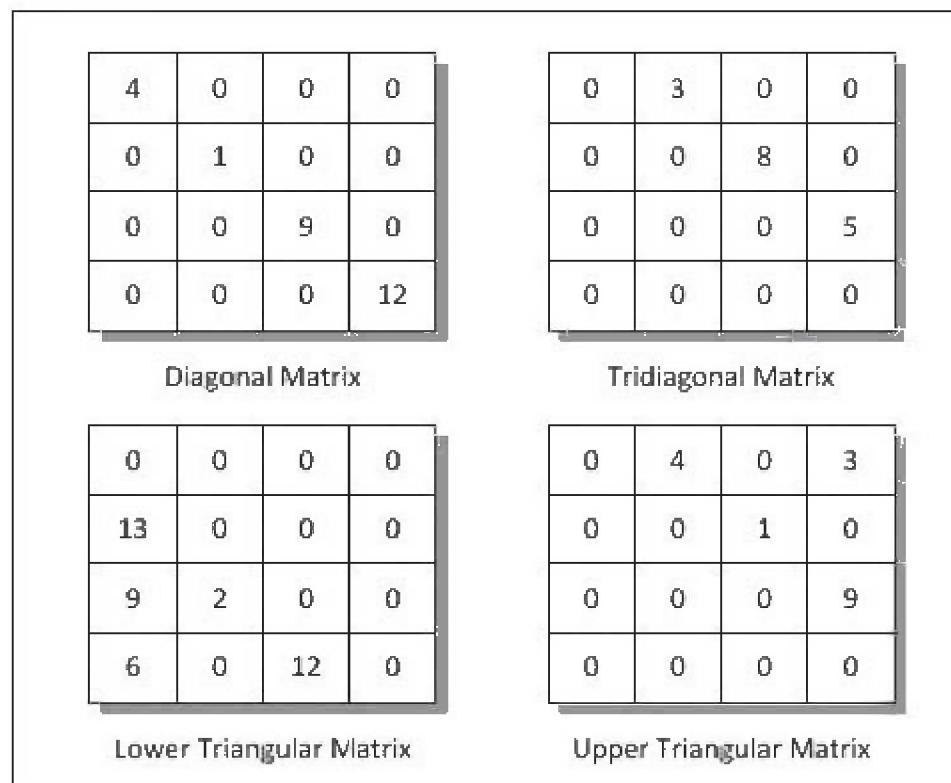 4 0 0 0
0 1 0 0
0 0 9 0
0 0 0 12
Diagonal Matrix
0 3 0 0
0 0 8 0
0 0 0 5
0 0 0 0
Tridiagonal Matrix
0 0 0 0
13 0 0 0
9 2 0 0
6 0 12 0
Lower Triangular Matrix
0 4 0 3
0 0 1 0
0 0 0 9
0 0 0 0
Upper Triangular Matrix